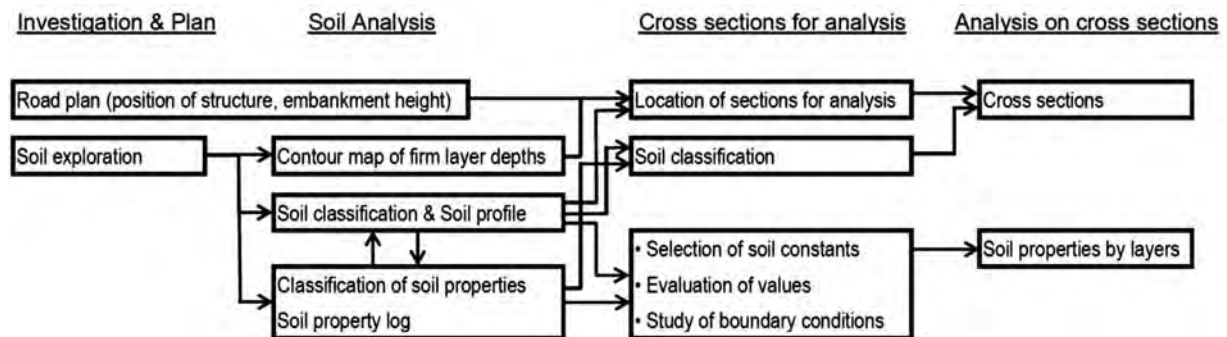 Investigation & Plan
Soil Analysis
Cross sections for analysis
Analysis on cross sections
Road plan (position of structure, embankment height)
Location of sections for analysis
Cross sections
Soil exploration
Contour map of firm layer depths
Soil classification
Soil classification & Soil profile
• Selection of soil constants
Soil properties by layers
Classification of soil properties
• Evaluation of values
Soil property log
• Study of boundary conditions